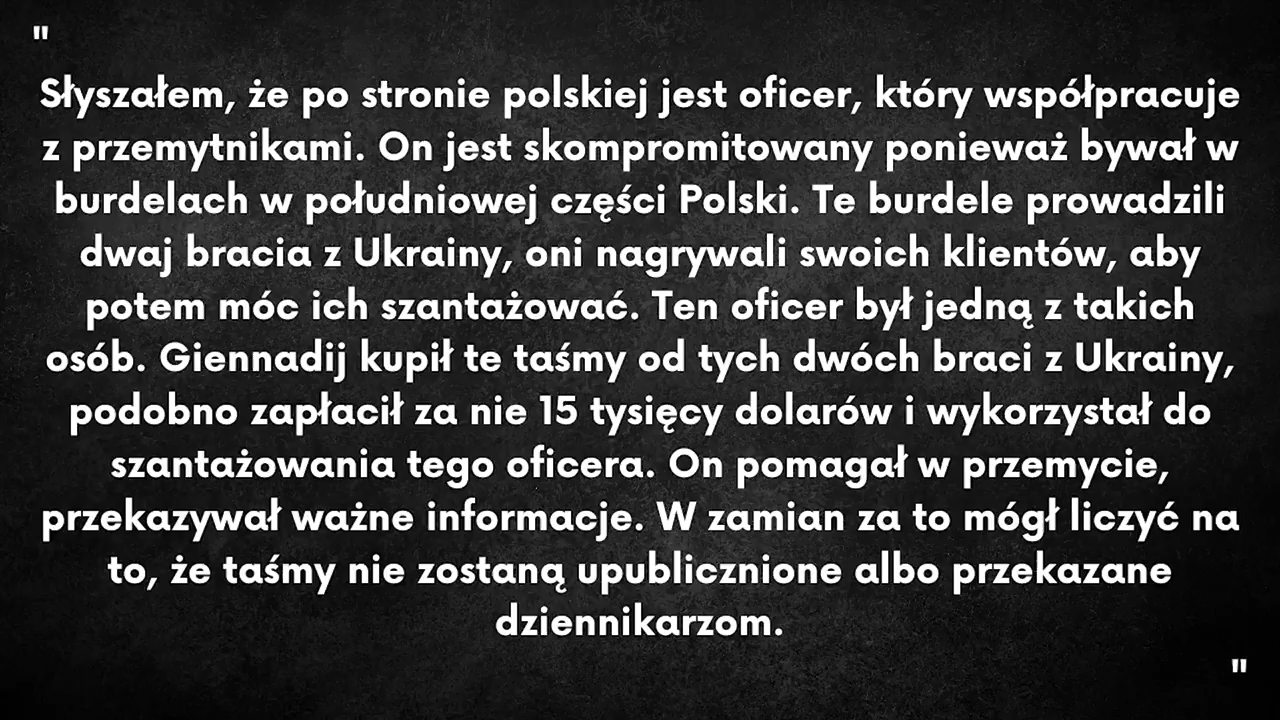 "
Słyszałem, że po stronie polskiej jest oficer, który współpracuje
z przemytnikami. On jest skompromitowany ponieważ bywał w
burdelach w południowej części Polski. Te burdele prowadzili
dwaj bracia z Ukrainy, oni nagrywali swoich klientów, aby
potem móc ich szantażować. Ten oficer był jedną z takich
osób. Giennadij kupił te taśmy od tych dwóch braci z Ukrainy,
podobno zapłacił za nie 15 tysięcy dolarów i wykorzystał do
szantażowania tego oficera. On pomagał w przemycie,
przekazywał ważne informacje. W zamian za to mógł liczyć na
to, że taśmy nie zostaną upublicznione albo przekazane
dziennikarzom.
"